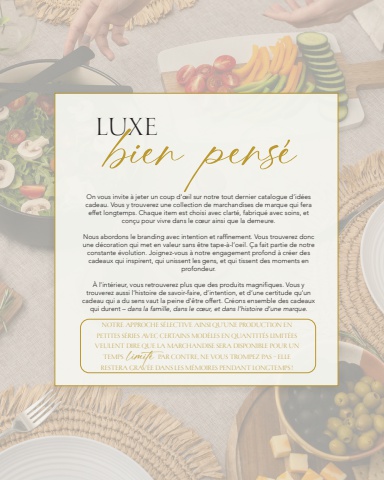 LUXE
bien pensé
On vous invite à jeter un coup d'œil sur notre tout dernier catalogue d'idées
cadeau. Vous y trouverez une collection de marchandises de marque qui fera
effet longtemps. Chaque item est choisi avec clarté, fabriqué avec soins, et
conçu pour vivre dans le cœur ainsi que la demeure.
Nous abordons le branding avec intention et raffinement. Vous trouverez donc
une décoration qui met en valeur sans être tape-à-l'oeil. Ça fait partie de notre
constante évolution. Joignez-vous à notre engagement profond à créer des
cadeaux qui inspirent, qui unissent les gens, et qui tissent des moments en
profondeur.
À l'intérieur, vous retrouverez plus que des produits magnifiques. Vous y
trouverez aussi l'histoire de savoir-faire, d'intention, et d'une certitude qu'un
cadeau qui a du sens vaut la peine d'être offert. Créons ensemble des cadeaux
qui durent – dans la famille, dans le cœur, et dans l'histoire d'une marque.
NOTRE APPROCHE SÉLECTIVE AINSI QU'UNE PRODUCTION EN
PETITES SÉRIES AVEC CERTAINS MODÈLES EN QUANTITÉS LIMITÉES
VEULENT DIRE QUE LA MARCHANDISE SERA DISPONIBLE POUR UN
TEMPS limité. PAR CONTRE, NE VOUS TROMPEZ PAS – ELLE
RESTERA GRAVÉE DANS LES MÉMOIRES PENDANT LONGTEMPS!